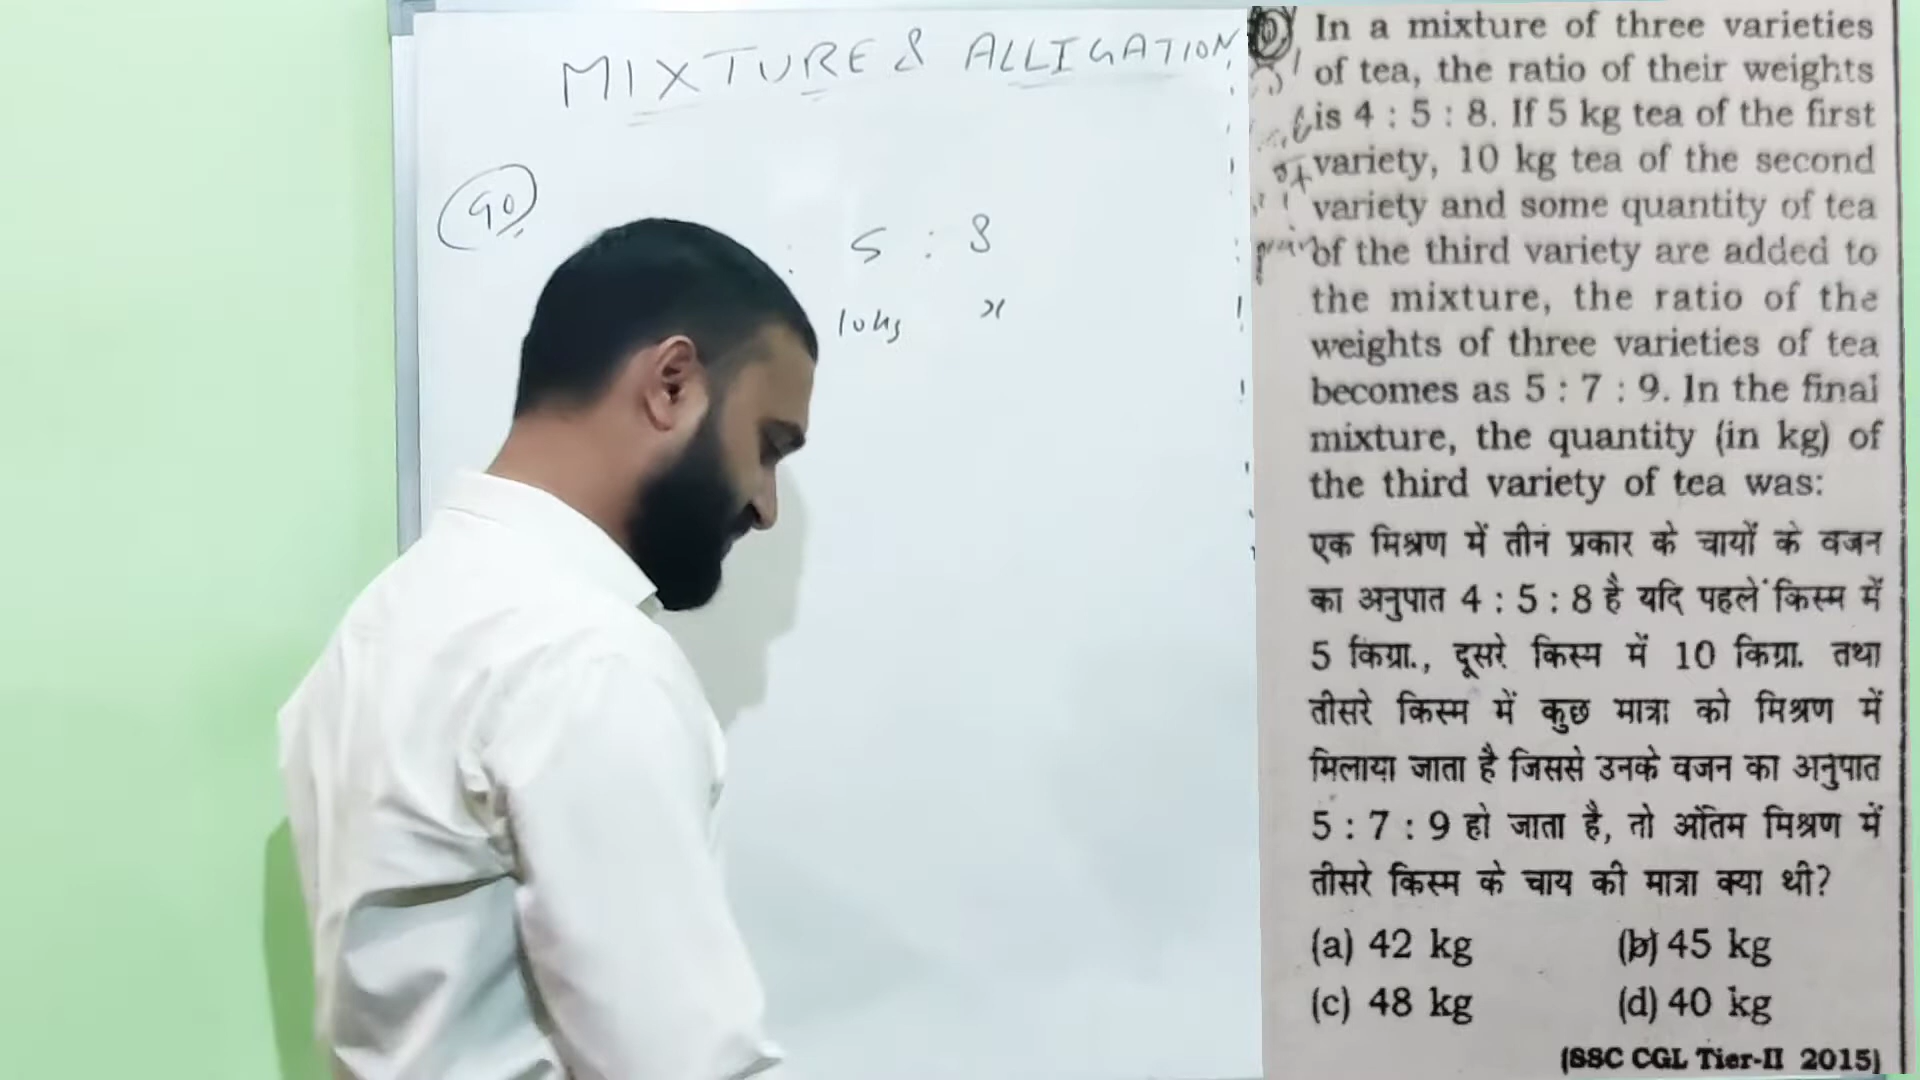 MIXTURE & ALLIGATION
90
: 5 : 8
10kg x
In a mixture of three varieties
of tea, the ratio of their weights
is 4 : 5 : 8. If 5 kg tea of the first
variety, 10 kg tea of the second
variety and some quantity of tea
of the third variety are added to
the mixture, the ratio of the
weights of three varieties of tea
becomes as 5 : 7 : 9. In the final
mixture, the quantity (in kg) of
the third variety of tea was:
एक मिश्रण में तीन प्रकार के चायों के वजन
का अनुपात 4 : 5 : 8 है यदि पहले किस्म में
5 किग्रा., दूसरे किस्म में 10 किग्रा. तथा
तीसरे किस्म में कुछ मात्रा को मिश्रण में
मिलाया जाता है जिससे उनके वजन का अनुपात
5 : 7 : 9 हो जाता है, तो अंतिम मिश्रण में
तीसरे किस्म के चाय की मात्रा क्या थी?
(a) 42 kg (b) 45 kg
(c) 48 kg (d) 40 kg
(SSC CGL Tier-II 2015)